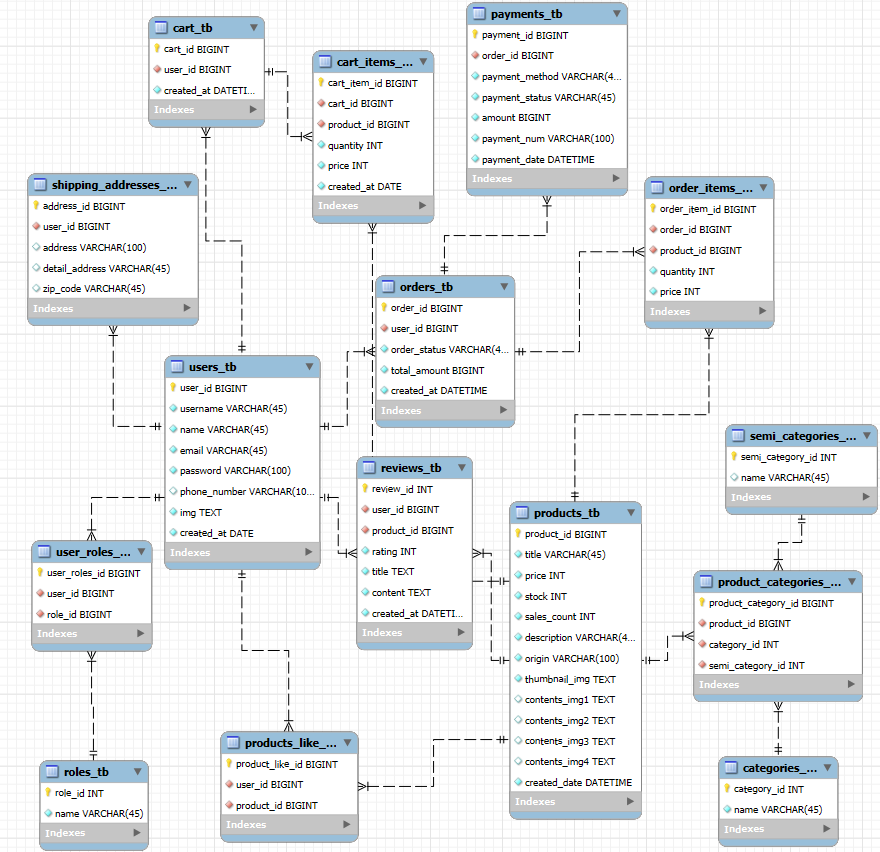 cart_tb
cart_id BIGINT
user_id BIGINT
created_at DATETI...
Indexes
cart_items_...
cart_item_id BIGINT
cart_id BIGINT
product_id BIGINT
quantity INT
price INT
created_at DATE
Indexes
payments_tb
payment_id BIGINT
order_id BIGINT
payment_method VARCHAR(4...
payment_status VARCHAR(45)
amount BIGINT
payment_num VARCHAR(100)
payment_date DATETIME
Indexes
shipping_addresses_...
address_id BIGINT
user_id BIGINT
address VARCHAR(100)
detail_address VARCHAR(45)
zip_code VARCHAR(45)
Indexes
order_items_...
order_item_id BIGINT
order_id BIGINT
product_id BIGINT
quantity INT
price INT
Indexes
orders_tb
order_id BIGINT
user_id BIGINT
order_status VARCHAR(4...
total_amount BIGINT
created_at DATETIME
Indexes
users_tb
user_id BIGINT
username VARCHAR(45)
name VARCHAR(45)
email VARCHAR(45)
password VARCHAR(100)
phone_number VARCHAR(10...
img TEXT
created_at DATE
Indexes
reviews_tb
review_id INT
user_id BIGINT
product_id BIGINT
rating INT
title TEXT
content TEXT
created_at DATETI...
Indexes
semi_categories_...
semi_category_id INT
name VARCHAR(45)
Indexes
products_tb
product_id BIGINT
title VARCHAR(45)
price INT
stock INT
sales_count INT
description VARCHAR(4...
origin VARCHAR(100)
thumbnail_img TEXT
contents_img1 TEXT
contents_img2 TEXT
contents_img3 TEXT
contents_img4 TEXT
created_date DATETIME
Indexes
user_roles_...
user_roles_id BIGINT
user_id BIGINT
role_id BIGINT
Indexes
product_categories_...
product_category_id BIGINT
product_id BIGINT
category_id INT
semi_category_id INT
Indexes
roles_tb
role_id INT
name VARCHAR(45)
Indexes
products_like_...
product_like_id BIGINT
user_id BIGINT
product_id BIGINT
Indexes
categories_...
category_id INT
name VARCHAR(45)
Indexes